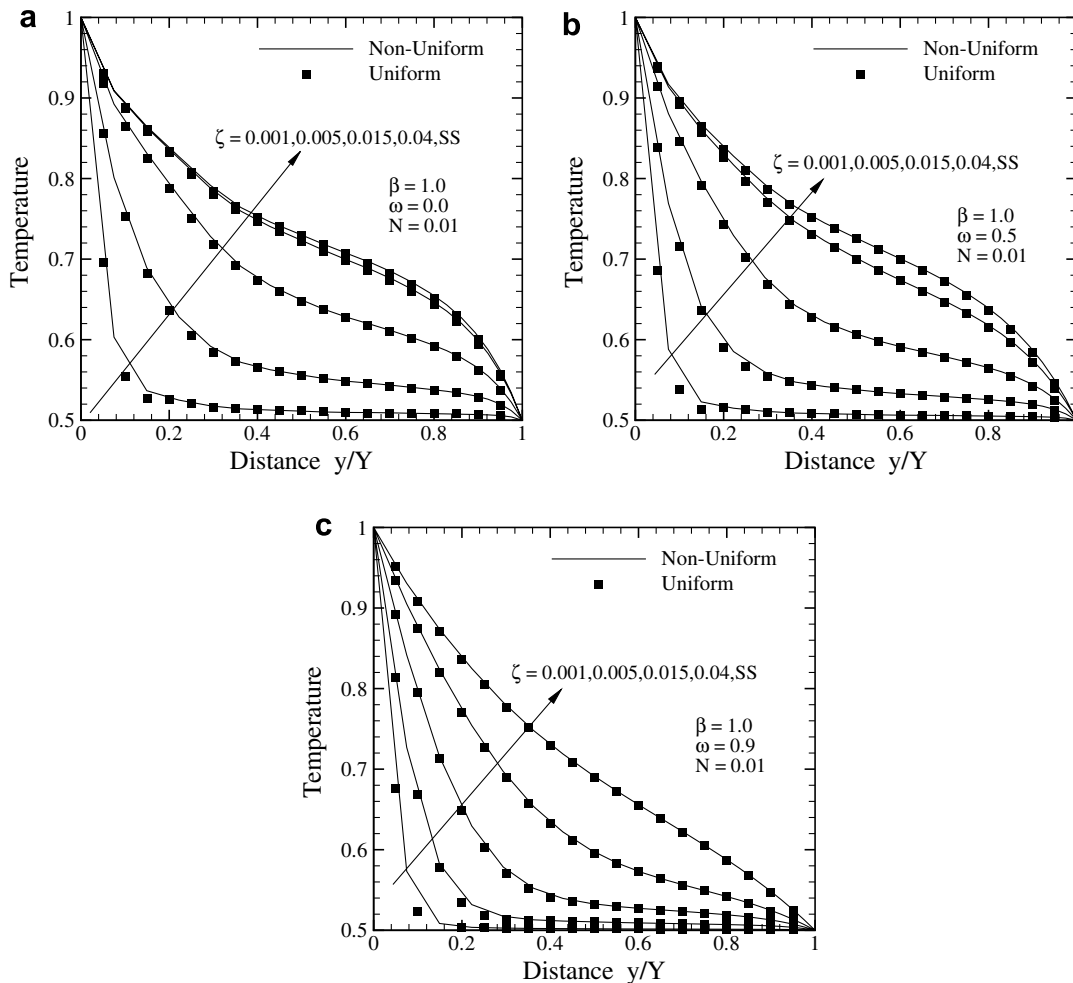 a
1
0.9
0.8
0.7
0.6
0.5
Temperature
Non-Uniform
Uniform
ζ = 0.001,0.005,0.015,0.04,SS
β = 1.0
ω = 0.0
N = 0.01
0 0.2 0.4 0.6 0.8 1
Distance y/Y
b
1
0.9
0.8
0.7
0.6
0.5
Temperature
Non-Uniform
Uniform
ζ = 0.001,0.005,0.015,0.04,SS
β = 1.0
ω = 0.5
N = 0.01
0 0.2 0.4 0.6 0.8
Distance y/Y
c
1
0.9
0.8
0.7
0.6
0.5
Temperature
Non-Uniform
Uniform
ζ = 0.001,0.005,0.015,0.04,SS
β = 1.0
ω = 0.9
N = 0.01
0 0.2 0.4 0.6 0.8 1
Distance y/Y